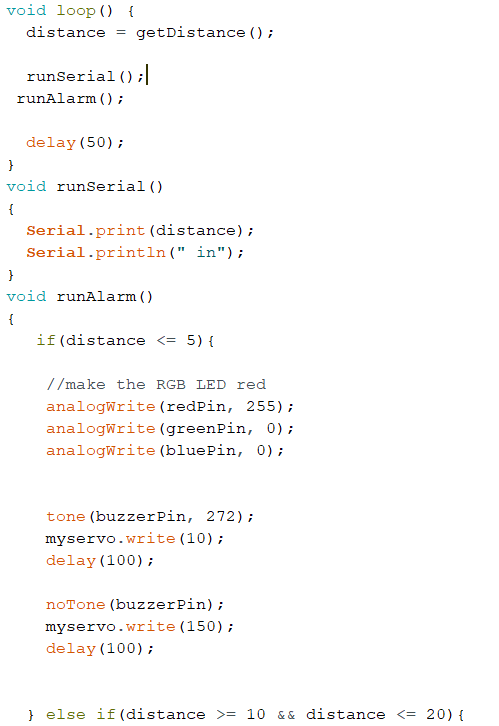 void loop() {
  distance = getDistance();

  runSerial();
 runAlarm();

  delay(50);
}
void runSerial()
{
  Serial.print(distance);
  Serial.println(" in");
}
void runAlarm()
{
   if(distance <= 5){

    //make the RGB LED red
    analogWrite(redPin, 255);
    analogWrite(greenPin, 0);
    analogWrite(bluePin, 0);


    tone(buzzerPin, 272);
    myservo.write(10);
    delay(100);

    noTone(buzzerPin);
    myservo.write(150);
    delay(100);


  } else if(distance >= 10 && distance <= 20){